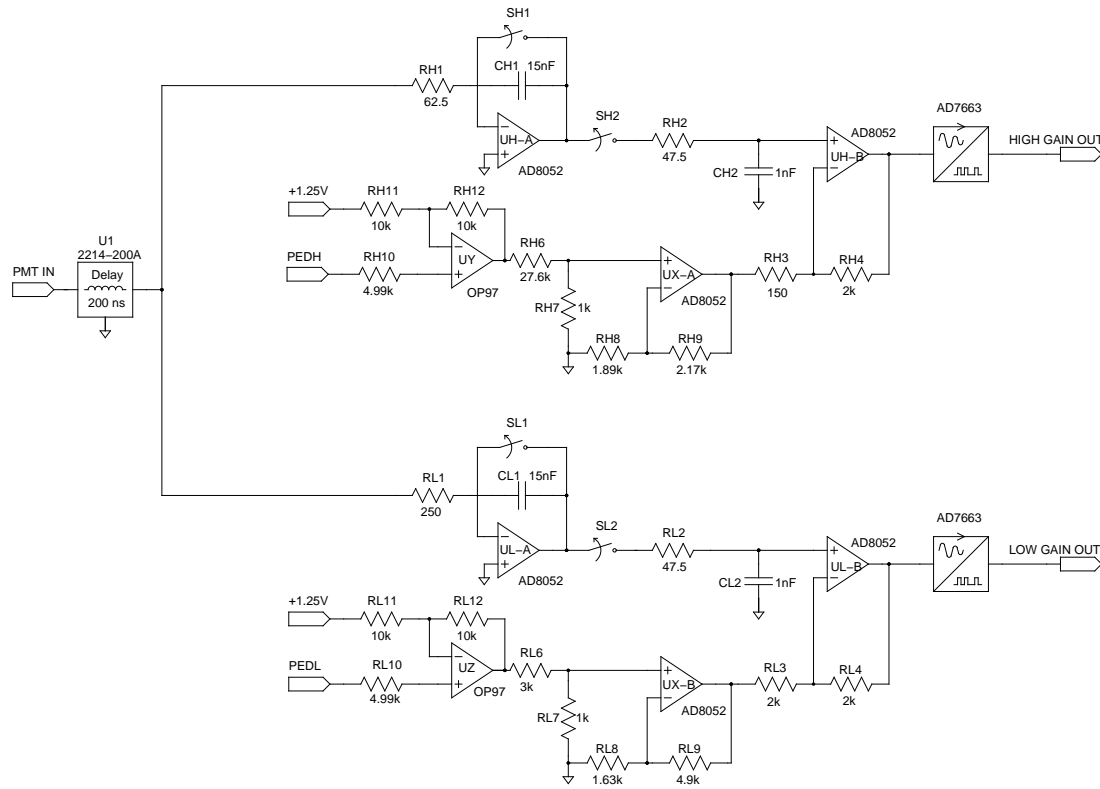 SH1
CH1 15nF
RH1
62.5
UH−A
AD8052
SH2
RH2
47.5
CH2 1nF
AD8052
UH−B
AD7663
HIGH GAIN OUT
+1.25V
RH11
10k
RH12
10k
PEDH
RH10
4.99k
UY
OP97
RH6
27.6k
RH7 1k
UX−A
AD8052
RH3
150
RH4
2k
RH8
1.89k
RH9
2.17k
U1
2214−200A
PMT IN
Delay
200 ns
SL1
CL1 15nF
RL1
250
UL−A
AD8052
SL2
RL2
47.5
CL2 1nF
AD8052
UL−B
AD7663
LOW GAIN OUT
+1.25V
RL11
10k
RL12
10k
PEDL
RL10
4.99k
UZ
OP97
RL6
3k
RL7 1k
UX−B
AD8052
RL3
2k
RL4
2k
RL8
1.63k
RL9
4.9k